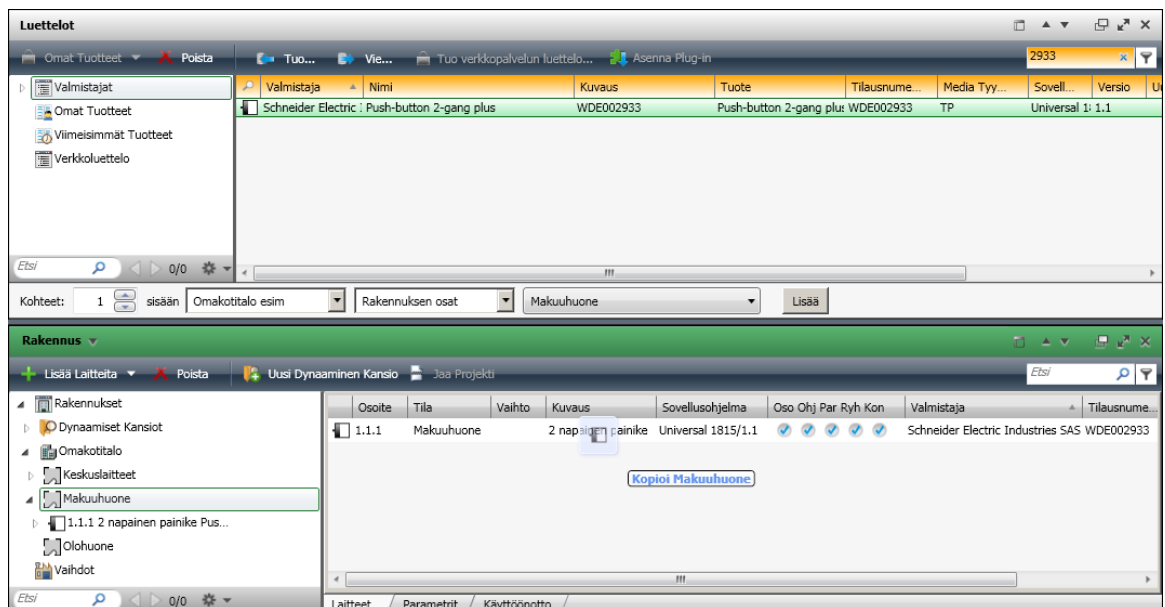 Luettelot
Omat Tuotteet Poista Tuo... Vie... Tuo verkkopalvelun luettelo... Asenna Plug-in 2933
Valmistajat
Omat Tuotteet
Viimeisimmät Tuotteet
Verkkoluettelo
Valmistaja Nimi Kuvaus Tuote Tilausnume... Media Tyy... Sovell... Versio
Schneider Electric Push-button 2-gang plus WDE002933 Push-button 2-gang plu WDE002933 TP Universal 1.1
Etsi 0/0
Kohteet: 1 sisään Omakotitalo esim Rakennuksen osat Makuuhuone Lisää
Rakennus
Lisää Laitteita Poista Uusi Dynaaminen Kansio Jaa Projekti Etsi
Rakennukset
Dynaamiset Kansiot
Omakotitalo
Keskuslaitteet
Makuuhuone
1.1.1 2 napainen painike Pus...
Olohuone
Vaihdot
Osoite Tila Vaihto Kuvaus Sovellusohjelma Oso Ohj Par Ryh Kon Valmistaja Tilausnume...
1.1.1 Makuuhuone 2 napainen painike Universal 1815/1.1 Schneider Electric Industries SAS WDE002933
Kopioi Makuuhuone
Etsi 0/0
Laitteet Parametrit Käyttöönotto